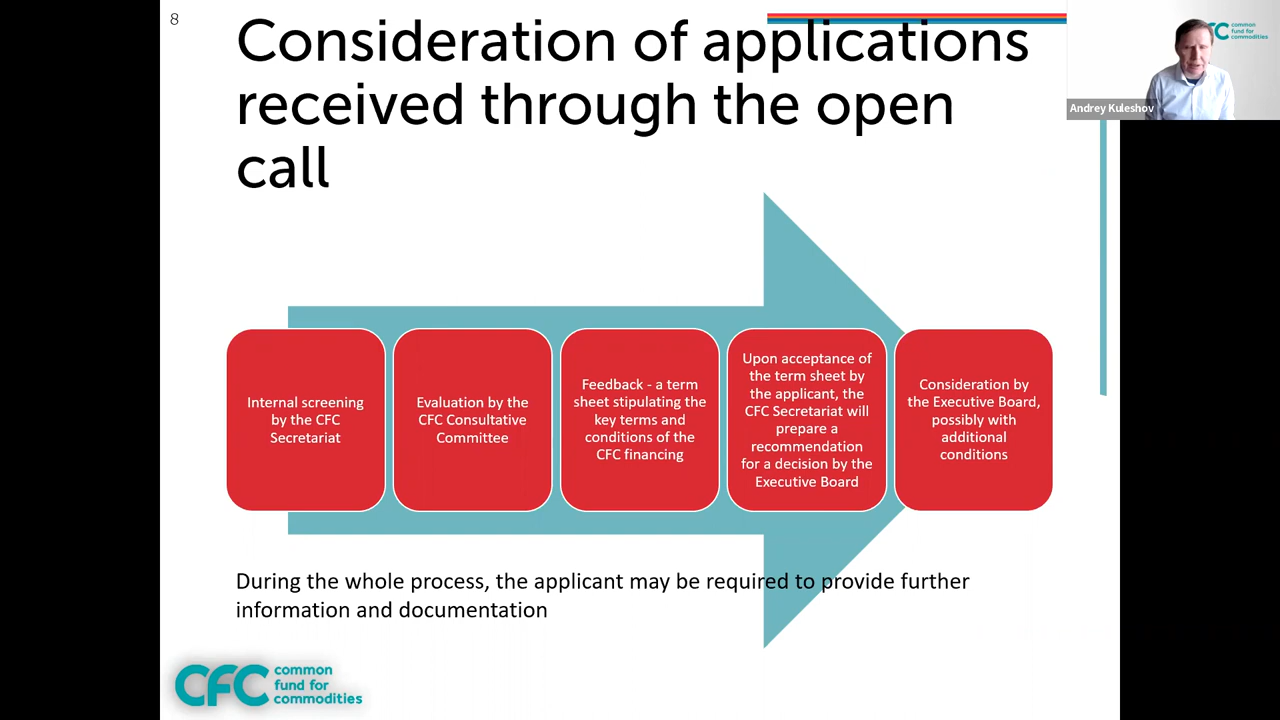 8
Consideration of applications
received through the open
call
common
fund for
commodities
Andrey Kuleshov
Internal screening
by the CFC
Secretariat
Evaluation by the
CFC Consultative
Committee
Feedback - a term
sheet stipulating the
key terms and
conditions of the
CFC financing
Upon acceptance of
the term sheet by
the applicant, the
CFC Secretariat will
prepare a
recommendation
for a decision by the
Executive Board
Consideration by
the Executive Board,
possibly with
additional
conditions
During the whole process, the applicant may be required to provide further
information and documentation
CFC
common
fund for
commodities